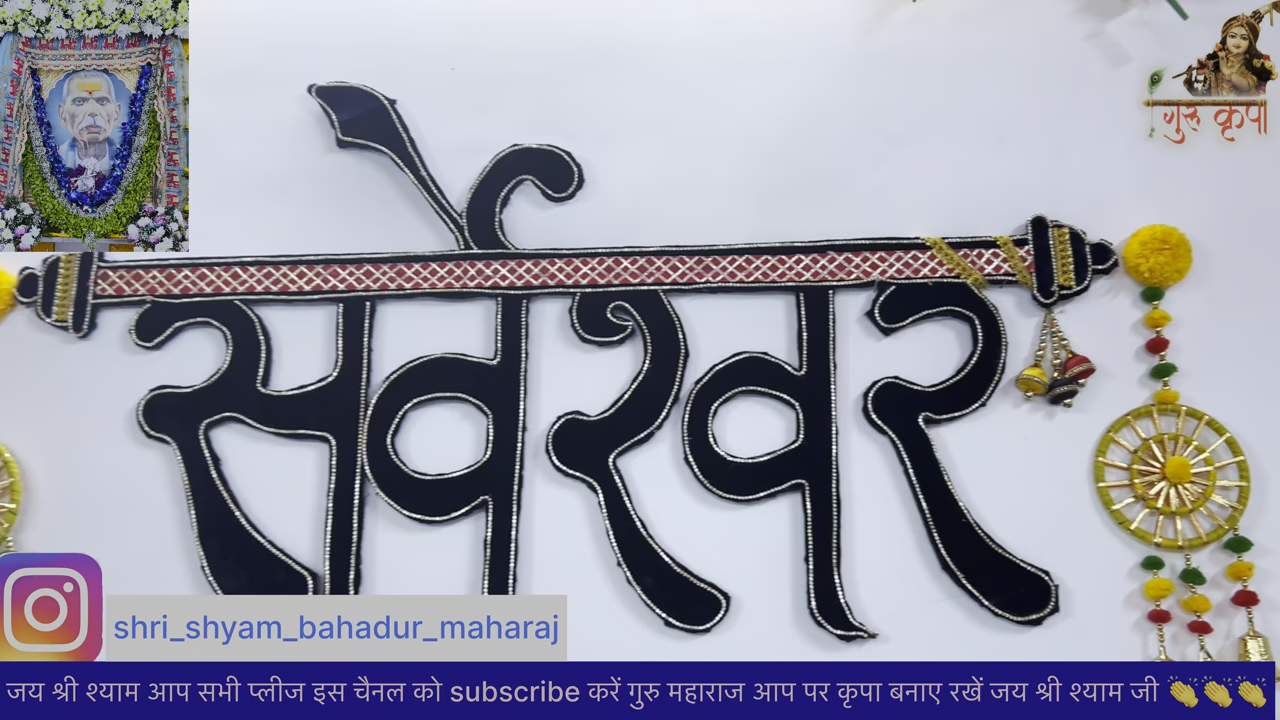 गुरु कृपा
सर्वेश्वर
shri_shyam_bahadur_maharaj
जय श्री श्याम आप सभी प्लीज इस चैनल को subscribe करें गुरु महाराज आप पर कृपा बनाए रखें जय श्री श्याम जी 👏👏👏